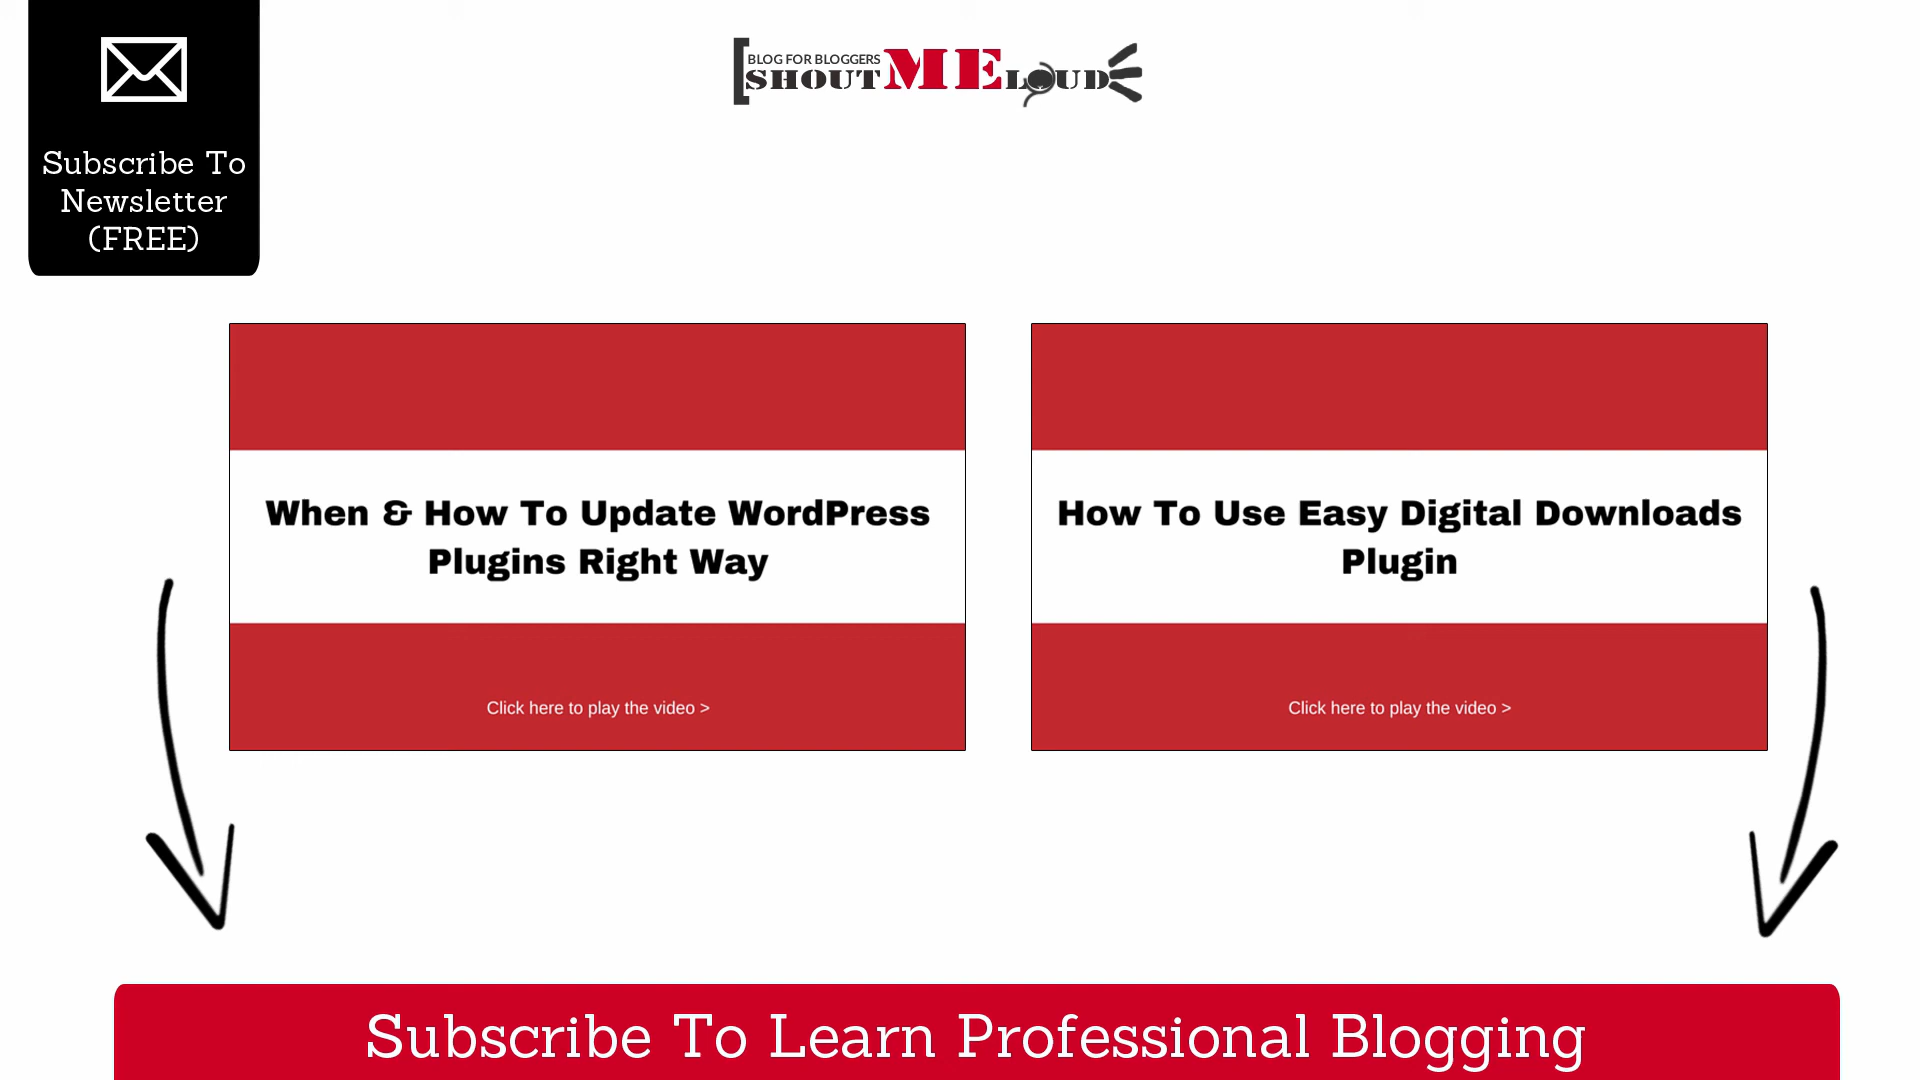 BLOG FOR BLOGGERS
SHOUTMELOUD
Subscribe To
Newsletter
(FREE)
When & How To Update WordPress
Plugins Right Way
Click here to play the video >
How To Use Easy Digital Downloads
Plugin
Click here to play the video >
Subscribe To Learn Professional Blogging